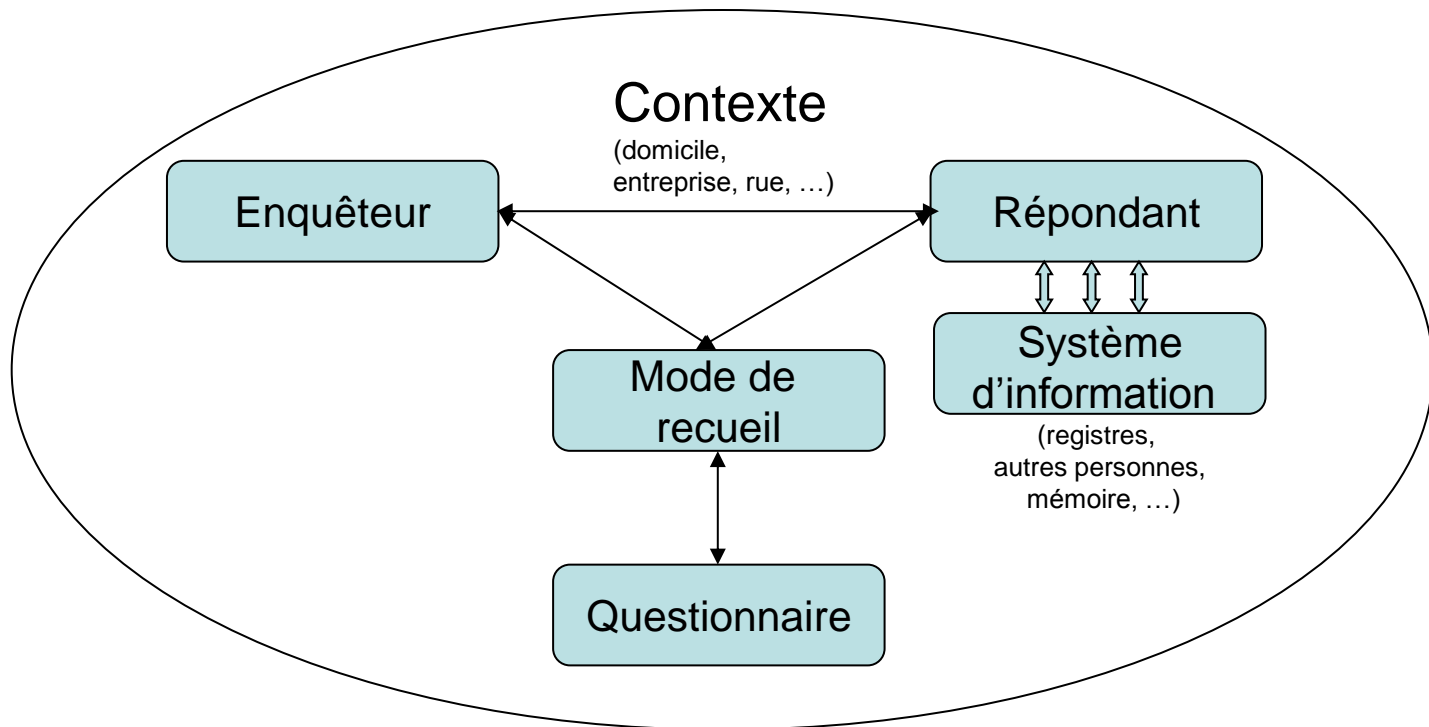 Contexte
(domicile,
entreprise, rue, …)
Enquêteur
Répondant
Système
d’information
(registres,
autres personnes,
mémoire, …)
Mode de
recueil
Questionnaire